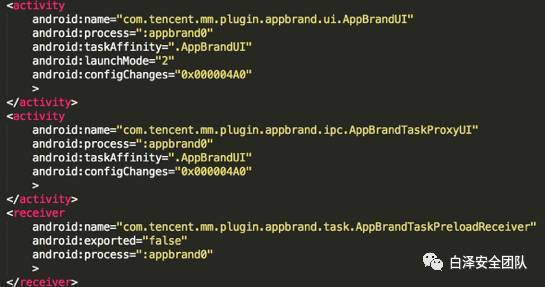 <activity
android:name="com.tencent.mm.plugin.appbrand.ui.AppBrandUI"
android:process=":appbrand0"
android:taskAffinity=".AppBrandUI"
android:launchMode="2"
android:configChanges="0x000004A0"
>
</activity>
<activity
android:name="com.tencent.mm.plugin.appbrand.ipc.AppBrandTaskProxyUI"
android:process=":appbrand0"
android:taskAffinity=".AppBrandUI"
android:configChanges="0x000004A0"
>
</activity>
<receiver
android:name="com.tencent.mm.plugin.appbrand.task.AppBrandTaskPreloadReceiver"
android:exported="false"
android:process=":appbrand0"
>
</receiver>
白泽安全团队